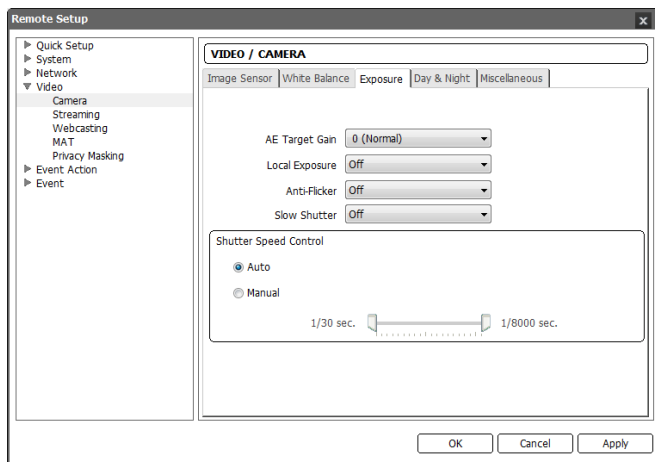 Remote Setup
x
Quick Setup
System
Network
Video
Camera
Streaming
Webcasting
MAT
Privacy Masking
Event Action
Event
VIDEO / CAMERA
Image Sensor White Balance Exposure Day & Night Miscellaneous
AE Target Gain 0 (Normal)
Local Exposure Off
Anti-Flicker Off
Slow Shutter Off
Shutter Speed Control
Auto
Manual
1/30 sec. 1/8000 sec.
OK Cancel Apply